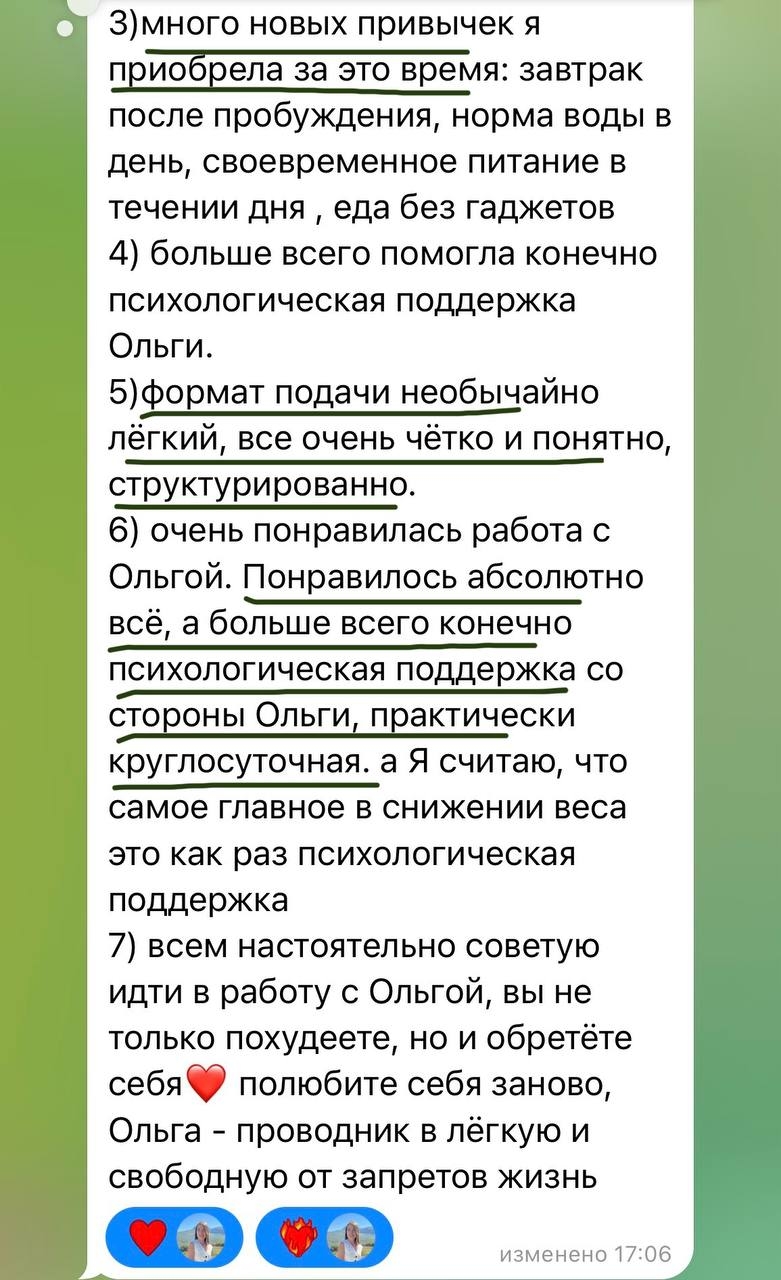 3)много новых привычек я
приобрела за это время: завтрак
после пробуждения, норма воды в
день, своевременное питание в
течении дня , еда без гаджетов
4) больше всего помогла конечно
психологическая поддержка
Ольги.
5)формат подачи необычайно
лёгкий, все очень чётко и понятно,
структурированно.
6) очень понравилась работа с
Ольгой. Понравилось абсолютно
всё, а больше всего конечно
психологическая поддержка со
стороны Ольги, практически
круглосуточная. а Я считаю, что
самое главное в снижении веса
это как раз психологическая
поддержка
7) всем настоятельно советую
идти в работу с Ольгой, вы не
только похудеете, но и обретёте
себя❤️ полюбите себя заново,
Ольга - проводник в лёгкую и
свободную от запретов жизнь
изменено 17:06